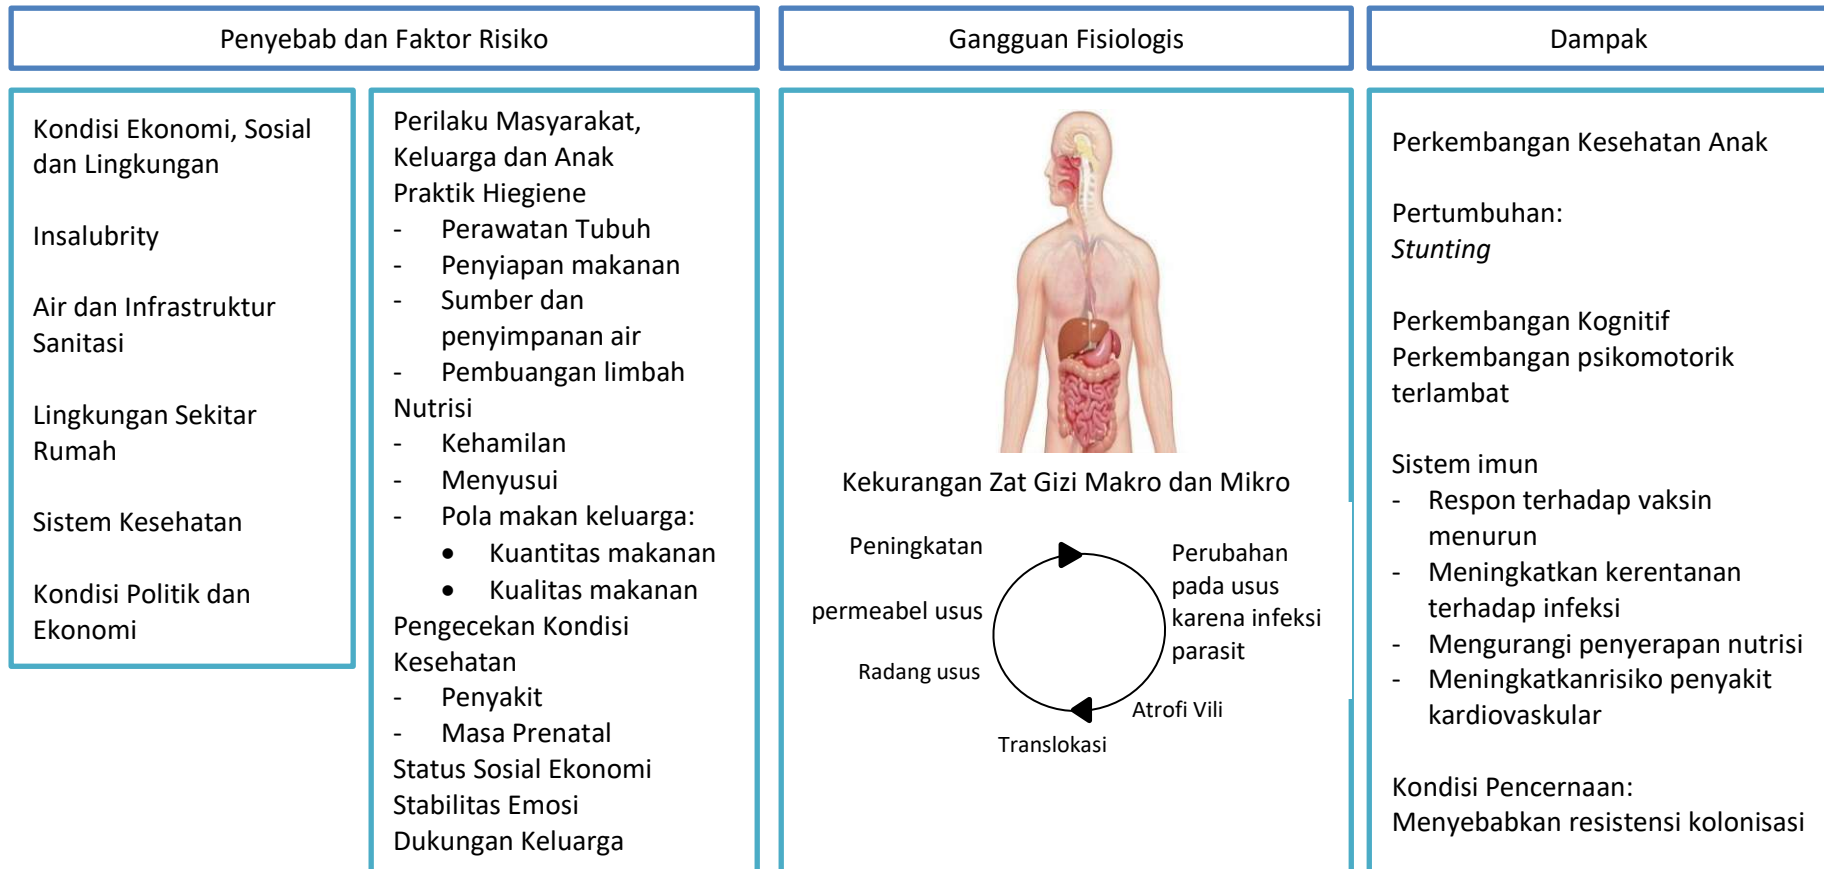 Penyebab dan Faktor Risiko
Gangguan Fisiologis
Dampak
Kondisi Ekonomi, Sosial
dan Lingkungan
Insalubrity
Air dan Infrastruktur
Sanitasi
Lingkungan Sekitar
Rumah
Sistem Kesehatan
Kondisi Politik dan
Ekonomi
Perilaku Masyarakat,
Keluarga dan Anak
Praktik Hiegiene
- Perawatan Tubuh
- Penyiapan makanan
- Sumber dan
penyimpanan air
- Pembuangan limbah
Nutrisi
- Kehamilan
- Menyusui
- Pola makan keluarga:
• Kuantitas makanan
• Kualitas makanan
Pengecekan Kondisi
Kesehatan
- Penyakit
- Masa Prenatal
Status Sosial Ekonomi
Stabilitas Emosi
Dukungan Keluarga
Kekurangan Zat Gizi Makro dan Mikro
Peningkatan
permeabel usus
Radang usus
Translokasi
Atrofi Vili
Perubahan
pada usus
karena infeksi
parasit
Perkembangan Kesehatan Anak
Pertumbuhan:
Stunting
Perkembangan Kognitif
Perkembangan psikomotorik
terlambat
Sistem imun
- Respon terhadap vaksin
menurun
- Meningkatkan kerentanan
terhadap infeksi
- Mengurangi penyerapan nutrisi
- Meningkatkanrisiko penyakit
kardiovaskular
Kondisi Pencernaan:
Menyebabkan resistensi kolonisasi